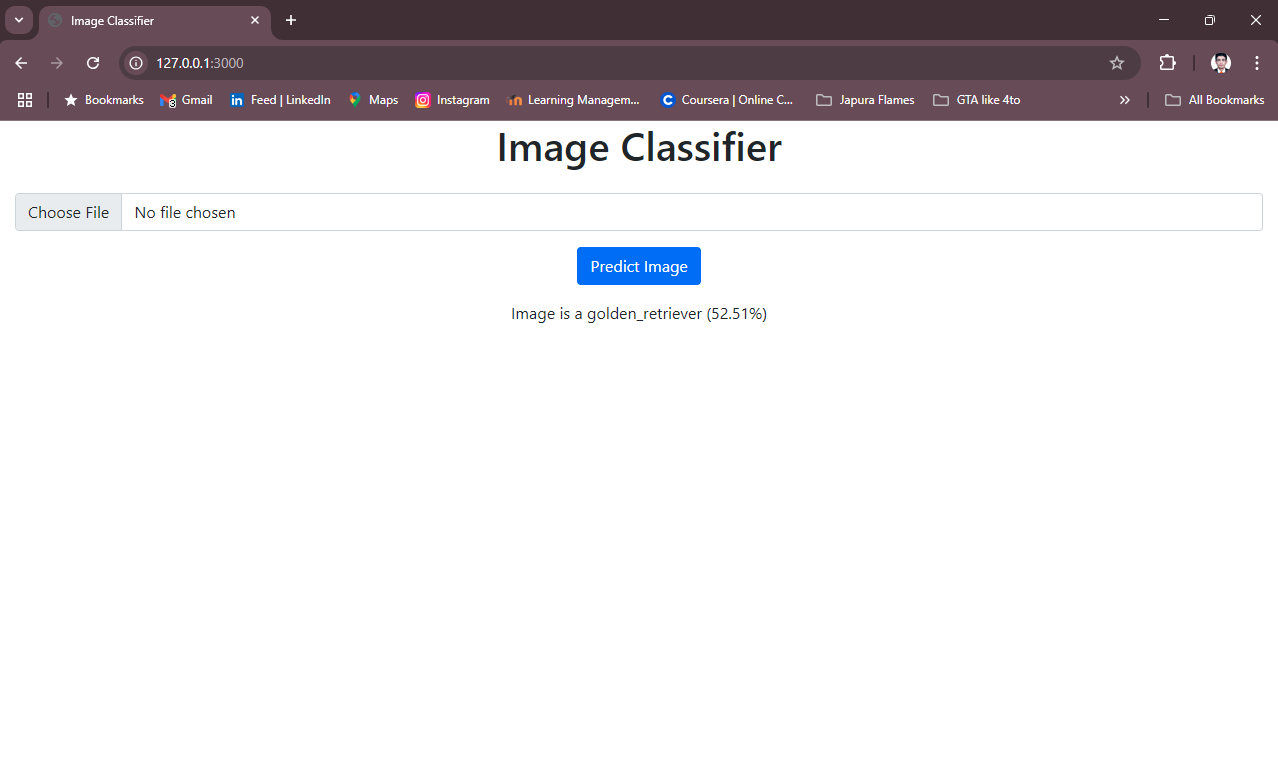 Image Classifier
127.0.0.1:3000
Bookmarks
3 Gmail
in Feed | LinkedIn
Maps
Instagram
Learning Managem...
C Coursera | Online C...
Japura Flames
GTA like 4to
All Bookmarks
Image Classifier
Choose File No file chosen
Predict Image
Image is a golden_retriever (52.51%)